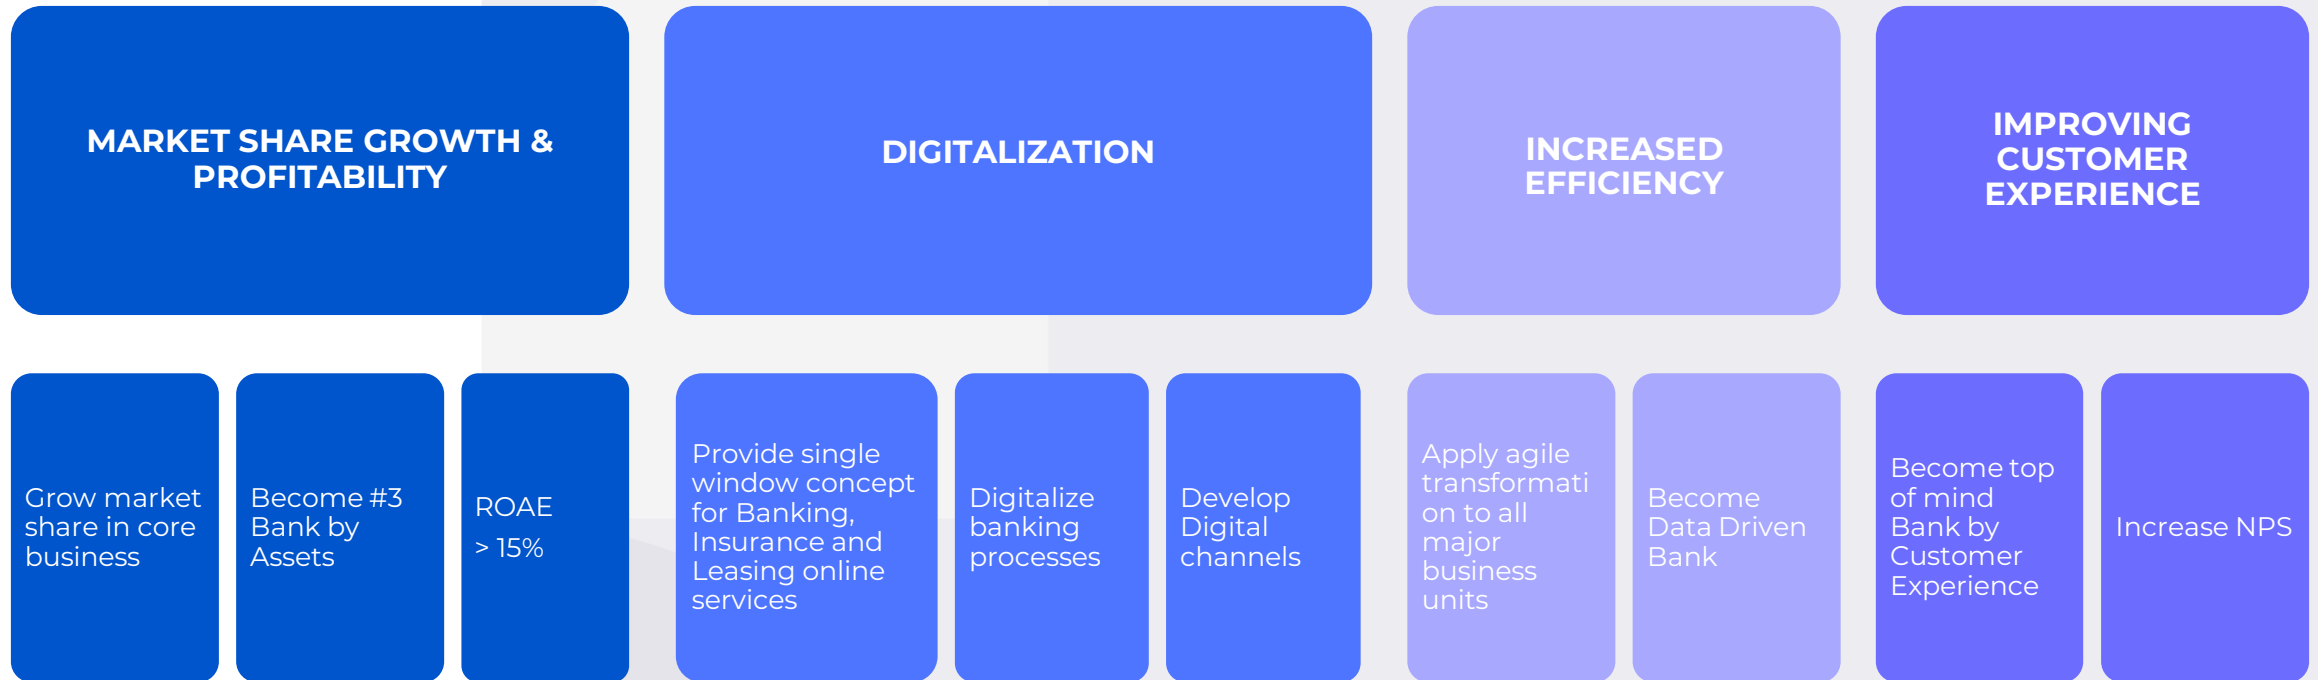 MARKET SHARE GROWTH &
PROFITABILITY
DIGITALIZATION
INCREASED
EFFICIENCY
IMPROVING
CUSTOMER
EXPERIENCE
Grow market
share in core
business
Become #3
Bank by
Assets
ROAE
> 15%
Provide single
window concept
for Banking,
Insurance and
Leasing online
services
Digitalize
banking
processes
Develop
Digital
channels
Apply agile
transformati
on to all
major
business
units
Become
Data Driven
Bank
Become top
of mind
Bank by
Customer
Experience
Increase NPS